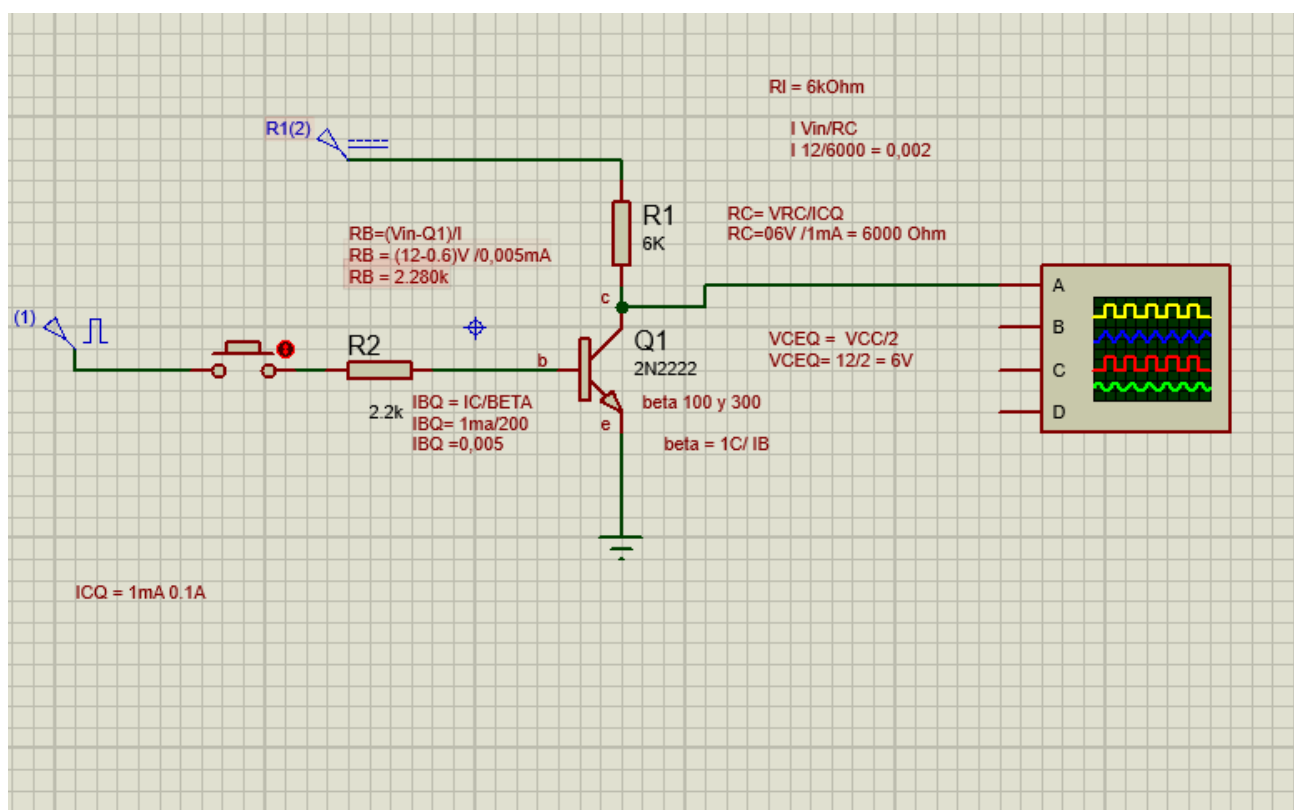 RI = 6kOhm
I Vin/RC
I 12/6000 = 0,002
R1(2)
R1
6K
RC= VRC/ICQ
RC=06V /1mA = 6000 Ohm
RB=(Vin-Q1)/I
RB = (12-0.6)V /0,005mA
RB = 2.280k
c
A
B
C
D
(1)
R2
2.2k
b
Q1
2N2222
VCEQ = VCC/2
VCEQ= 12/2 = 6V
IBQ = IC/BETA
IBQ= 1ma/200
IBQ =0,005
beta 100 y 300
e
beta = 1C/ IB
ICQ = 1mA 0.1A